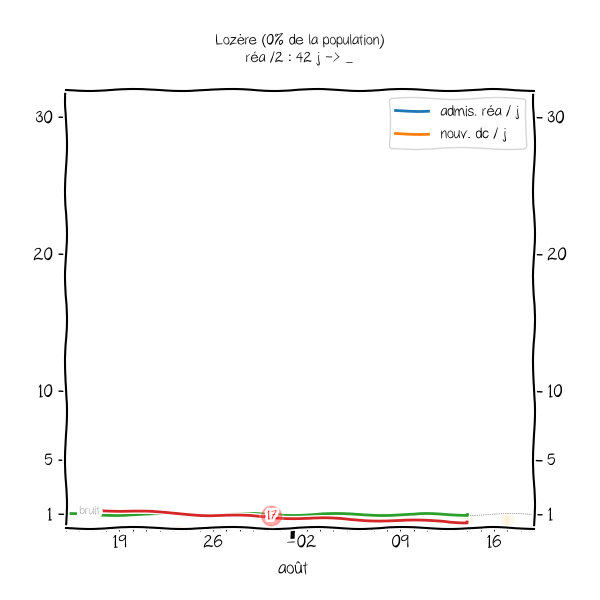 Lozère (0% de la population)
réa /2 : 42 j -> _
admis. réa / j
nouv. dc / j
30 30
20 20
10 10
5 5
1 bruit 17 1
19 26 02 09 16
août